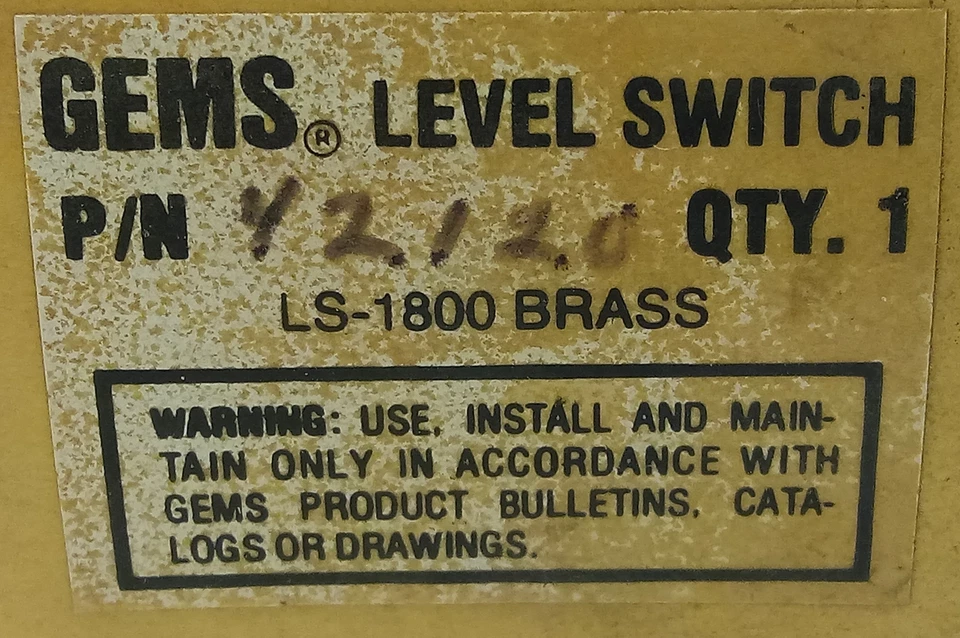 GEMS® LEVEL SWITCH
P/N 42120 QTY. 1
LS-1800 BRASS
WARNING: USE, INSTALL AND MAIN-
TAIN ONLY IN ACCORDANCE WITH
GEMS PRODUCT BULLETINS, CATA-
LOGS OR DRAWINGS.